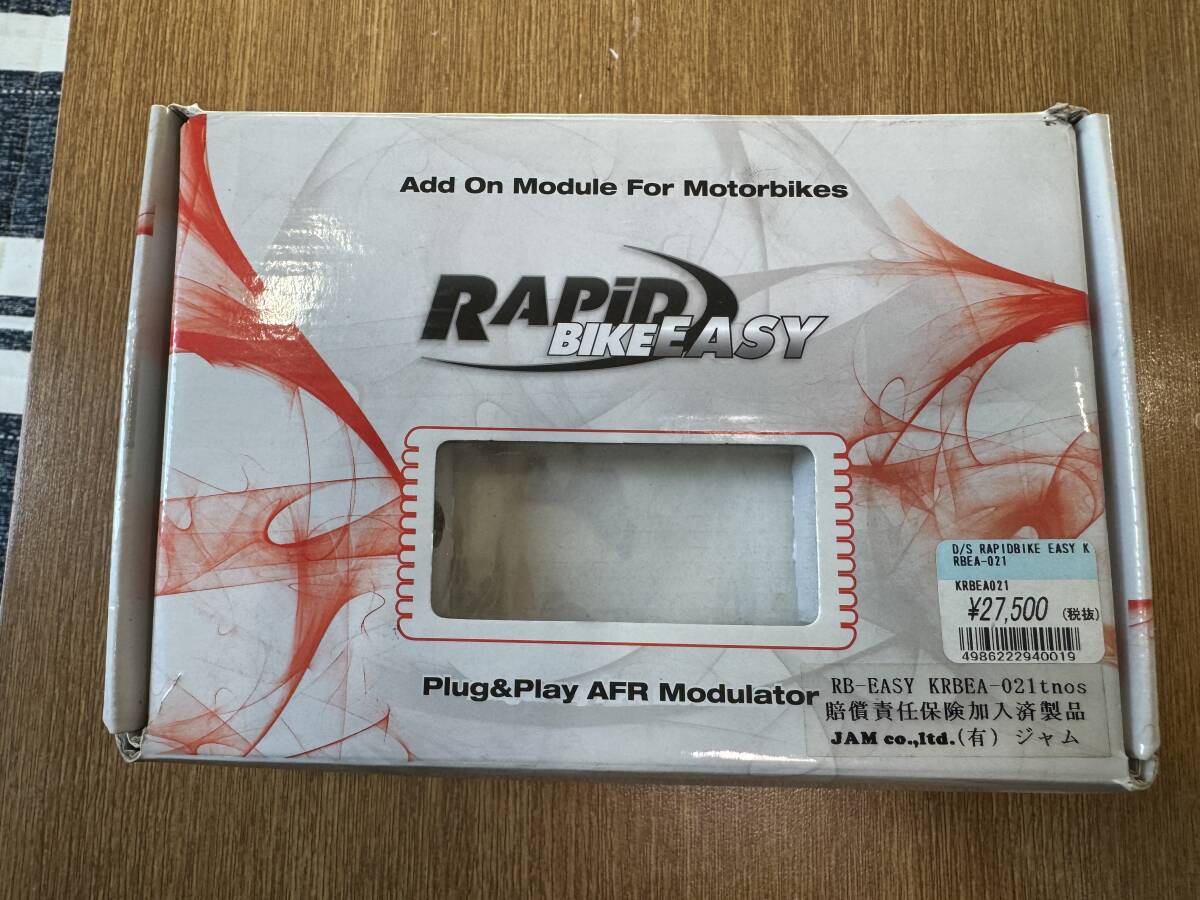 Add On Module For Motorbikes
RAPiD
BIKEEASY
D/S RAPIDBIKE EASY K
RBEA-021
KRBEA021
¥27,500 (税抜)
4986222940019
Plug&Play AFR Modulator
RB-EASY KRBEA-021tnos
賠償責任保険加入済製品
JAM co.,ltd.(有) ジャム